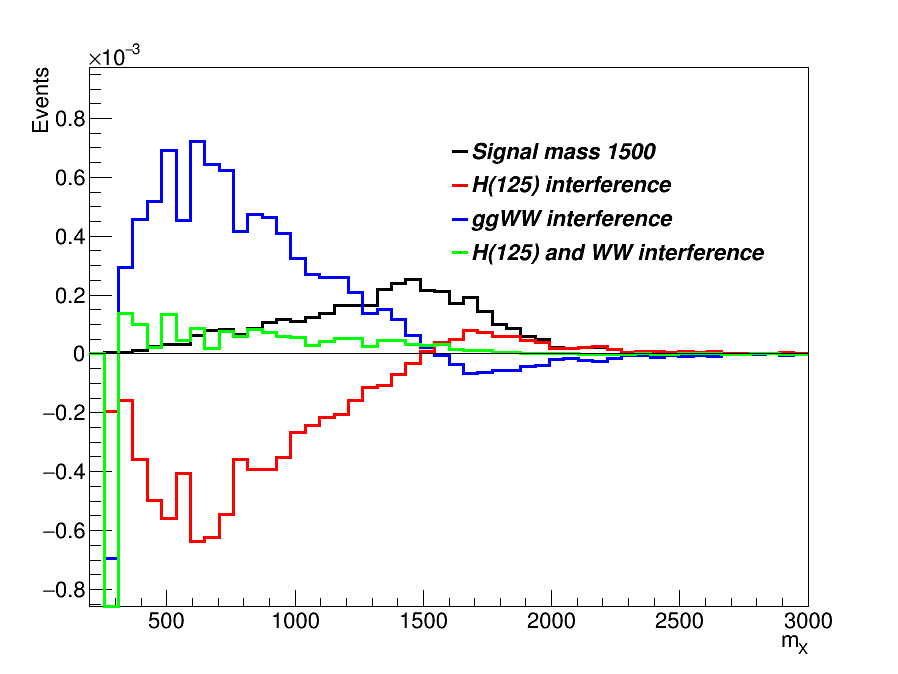 ×10⁻³
Events
0.8
0.6
0.4
0.2
0
−0.2
−0.4
−0.6
−0.8
Signal mass 1500
H(125) interference
ggWW interference
H(125) and WW interference
500 1000 1500 2000 2500 3000
m_X